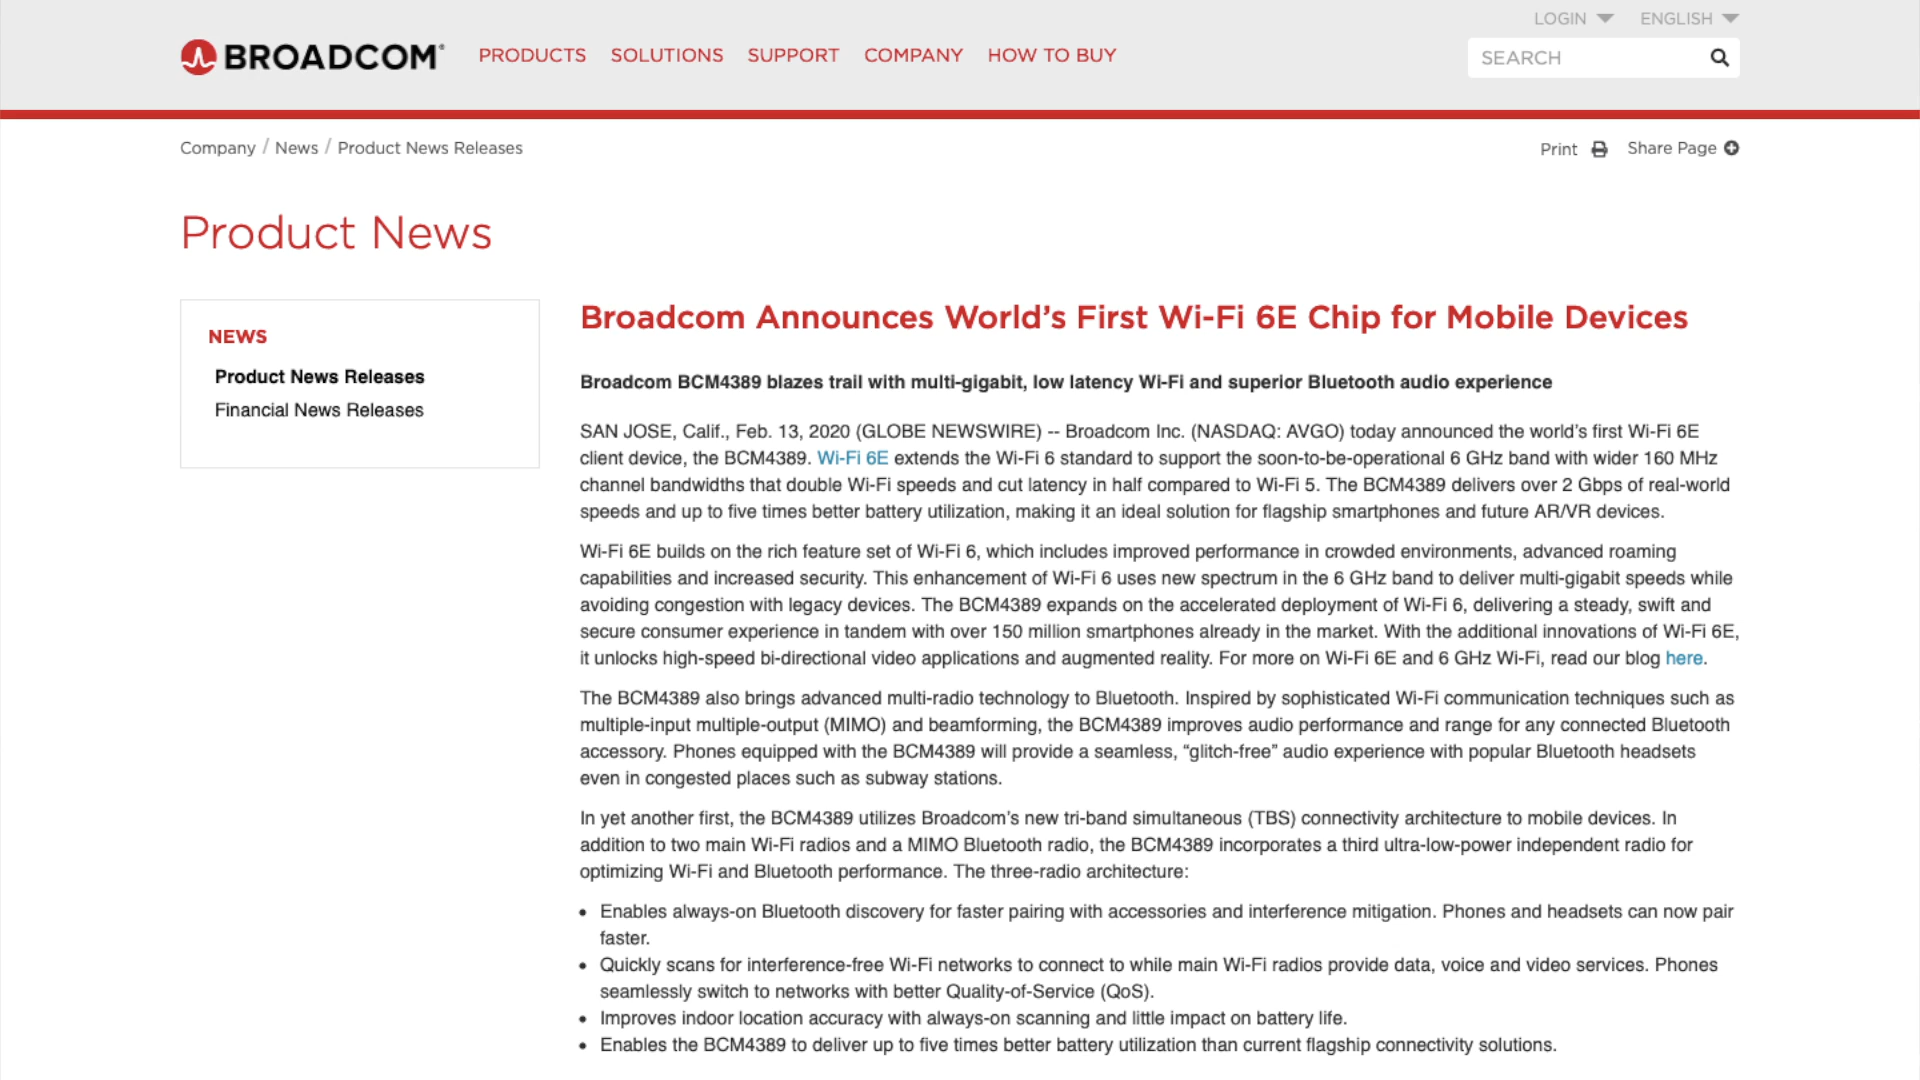 LOGIN ENGLISH
BROADCOM® PRODUCTS SOLUTIONS SUPPORT COMPANY HOW TO BUY SEARCH
Company / News / Product News Releases Print Share Page
Product News
NEWS
Product News Releases
Financial News Releases
Broadcom Announces World’s First Wi-Fi 6E Chip for Mobile Devices
Broadcom BCM4389 blazes trail with multi-gigabit, low latency Wi-Fi and superior Bluetooth audio experience
SAN JOSE, Calif., Feb. 13, 2020 (GLOBE NEWSWIRE) -- Broadcom Inc. (NASDAQ: AVGO) today announced the world’s first Wi-Fi 6E
client device, the BCM4389. Wi-Fi 6E extends the Wi-Fi 6 standard to support the soon-to-be-operational 6 GHz band with wider 160 MHz
channel bandwidths that double Wi-Fi speeds and cut latency in half compared to Wi-Fi 5. The BCM4389 delivers over 2 Gbps of real-world
speeds and up to five times better battery utilization, making it an ideal solution for flagship smartphones and future AR/VR devices.
Wi-Fi 6E builds on the rich feature set of Wi-Fi 6, which includes improved performance in crowded environments, advanced roaming
capabilities and increased security. This enhancement of Wi-Fi 6 uses new spectrum in the 6 GHz band to deliver multi-gigabit speeds while
avoiding congestion with legacy devices. The BCM4389 expands on the accelerated deployment of Wi-Fi 6, delivering a steady, swift and
secure consumer experience in tandem with over 150 million smartphones already in the market. With the additional innovations of Wi-Fi 6E,
it unlocks high-speed bi-directional video applications and augmented reality. For more on Wi-Fi 6E and 6 GHz Wi-Fi, read our blog here.
The BCM4389 also brings advanced multi-radio technology to Bluetooth. Inspired by sophisticated Wi-Fi communication techniques such as
multiple-input multiple-output (MIMO) and beamforming, the BCM4389 improves audio performance and range for any connected Bluetooth
accessory. Phones equipped with the BCM4389 will provide a seamless, “glitch-free” audio experience with popular Bluetooth headsets
even in congested places such as subway stations.
In yet another first, the BCM4389 utilizes Broadcom’s new tri-band simultaneous (TBS) connectivity architecture to mobile devices. In
addition to two main Wi-Fi radios and a MIMO Bluetooth radio, the BCM4389 incorporates a third ultra-low-power independent radio for
optimizing Wi-Fi and Bluetooth performance. The three-radio architecture:
• Enables always-on Bluetooth discovery for faster pairing with accessories and interference mitigation. Phones and headsets can now pair
faster.
• Quickly scans for interference-free Wi-Fi networks to connect to while main Wi-Fi radios provide data, voice and video services. Phones
seamlessly switch to networks with better Quality-of-Service (QoS).
• Improves indoor location accuracy with always-on scanning and little impact on battery life.
• Enables the BCM4389 to deliver up to five times better battery utilization than current flagship connectivity solutions.